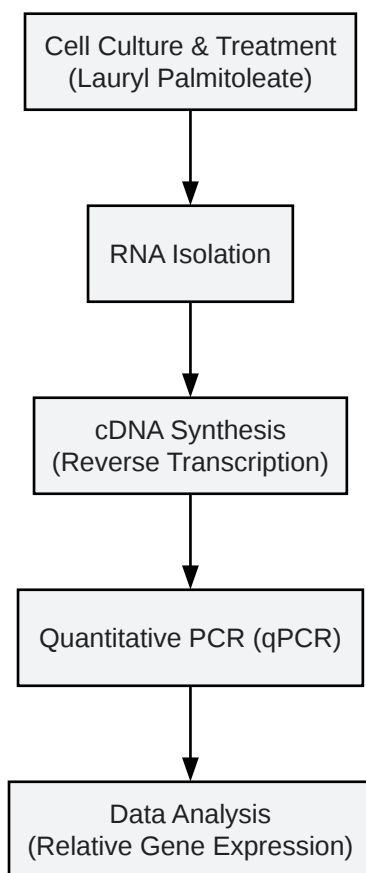 Cell Culture & Treatment
(Lauryl Palmitoleate)
RNA Isolation
cDNA Synthesis
(Reverse Transcription)
Quantitative PCR (qPCR)
Data Analysis
(Relative Gene Expression)